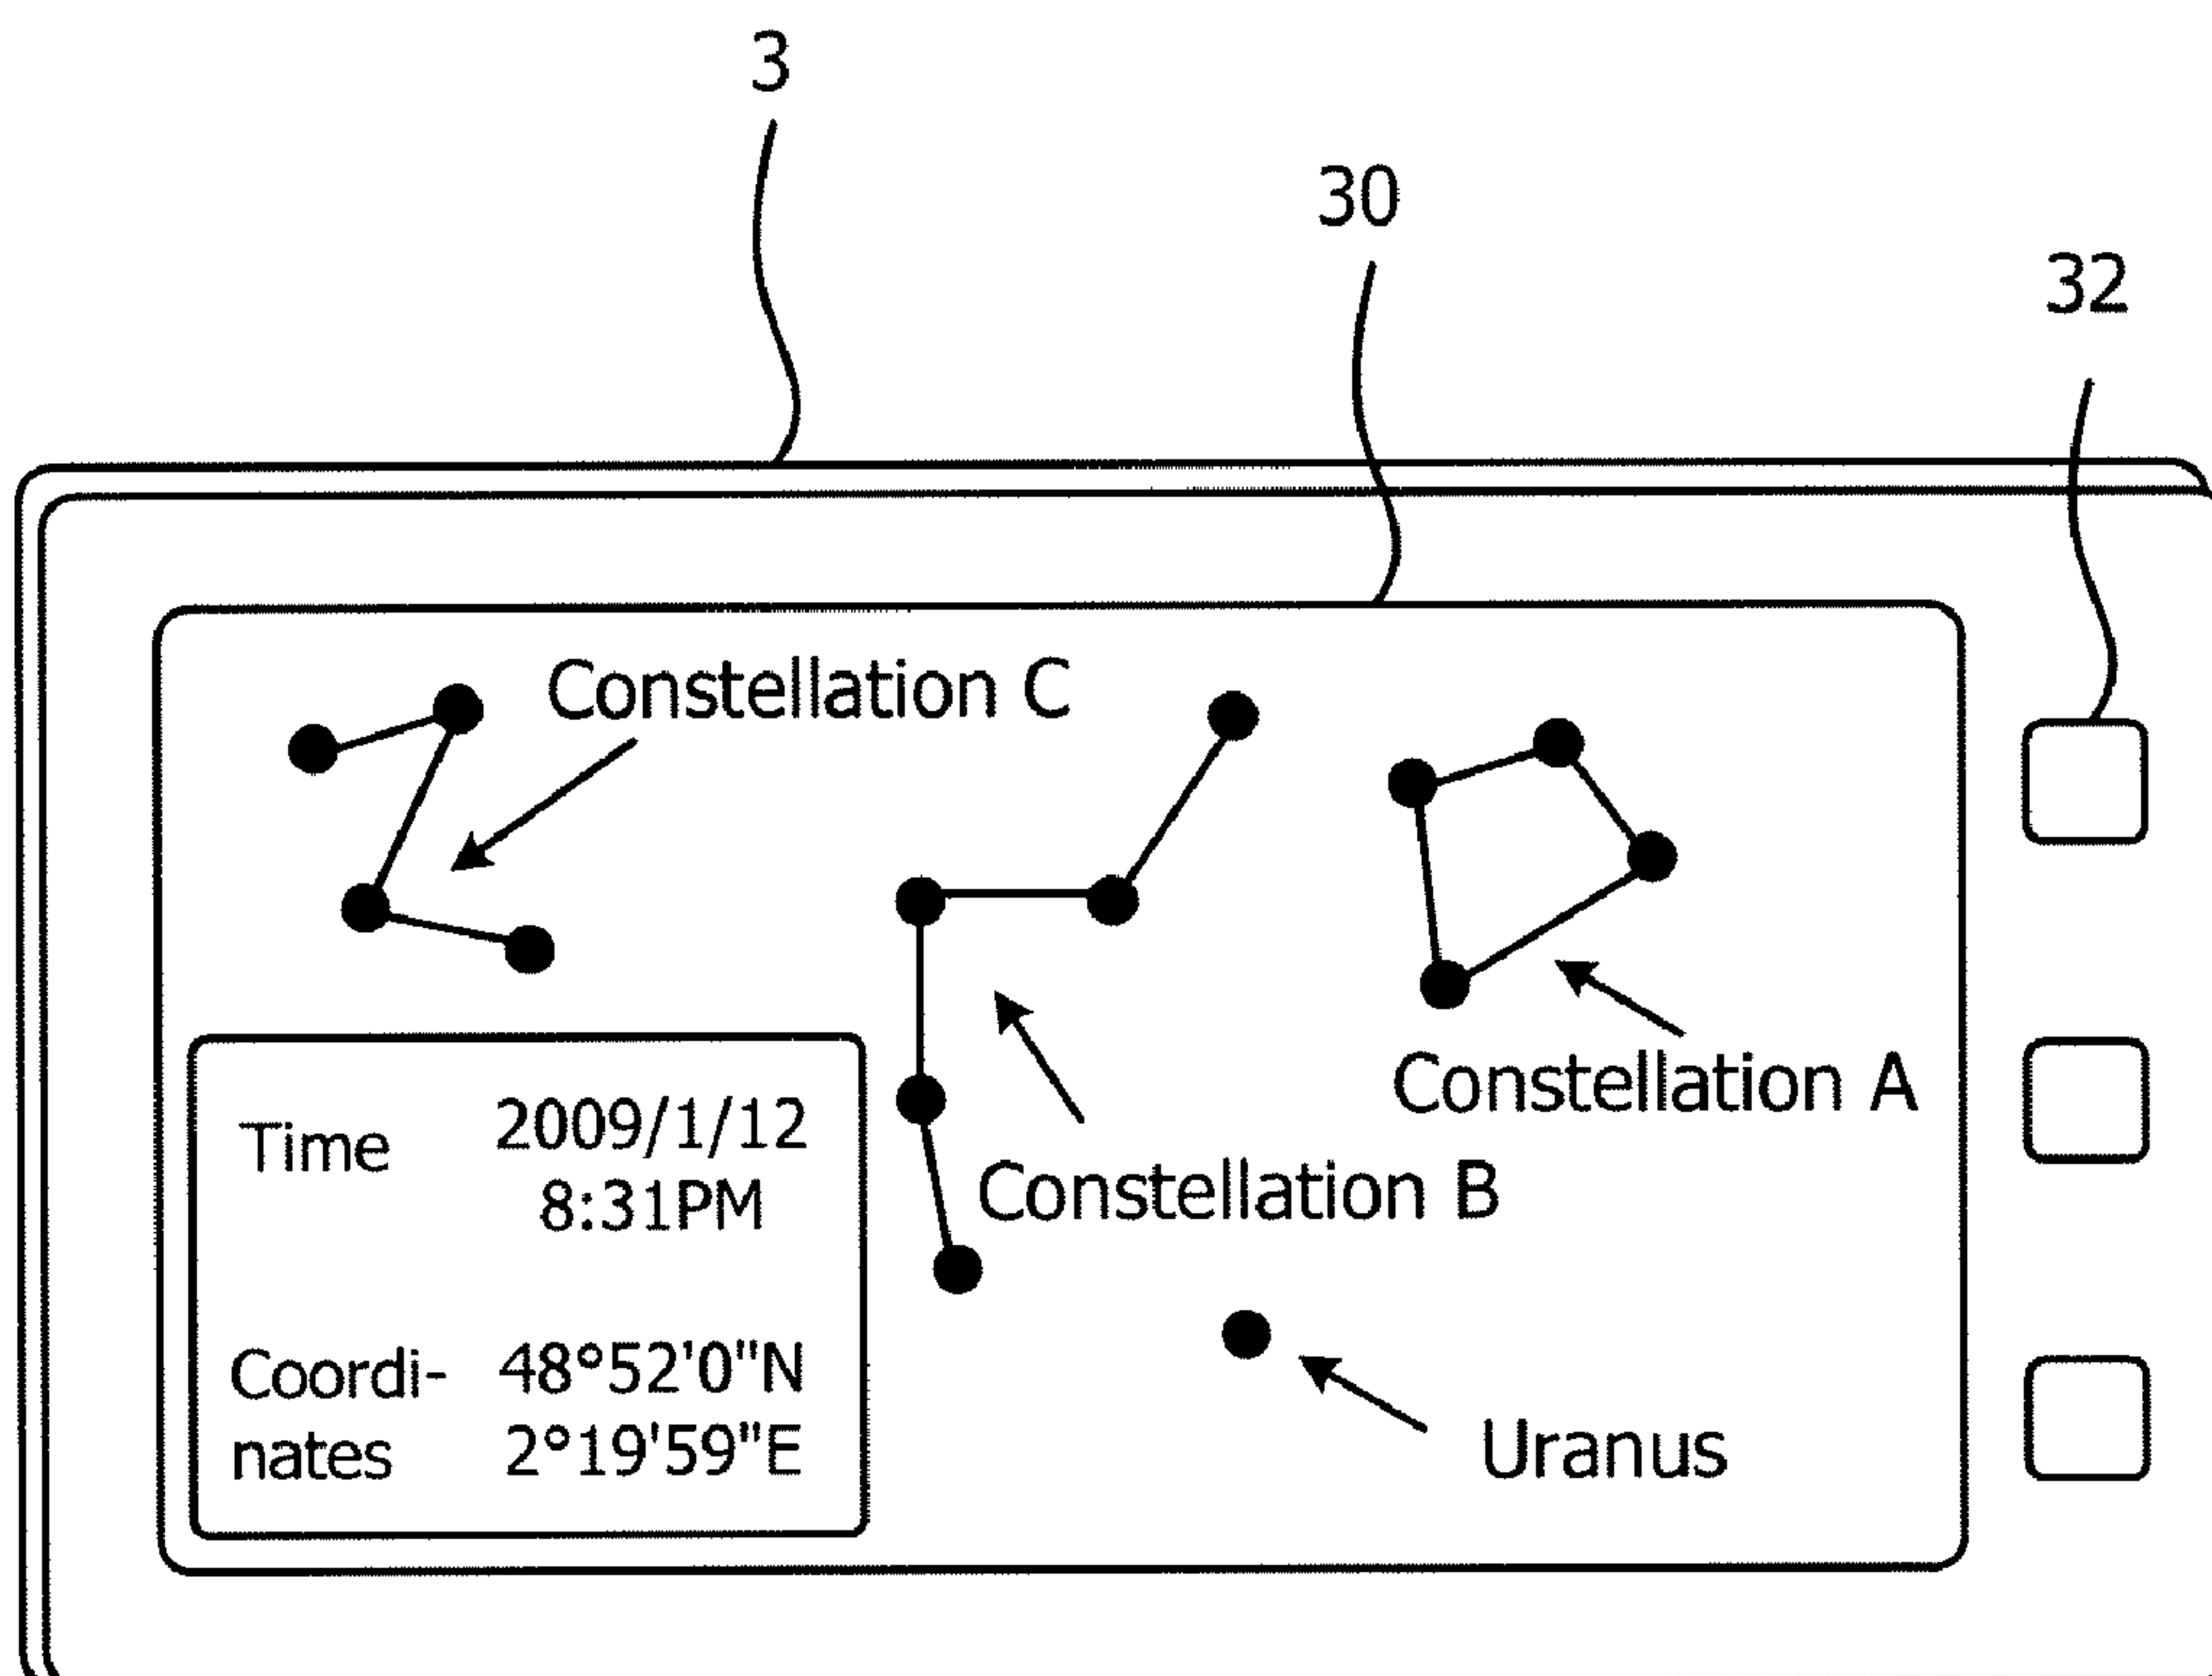 3
30
32
Constellation C
Constellation A
Constellation B
Time 2009/1/12
8:31PM
Coordi- 48°52'0"N
nates 2°19'59"E
Uranus